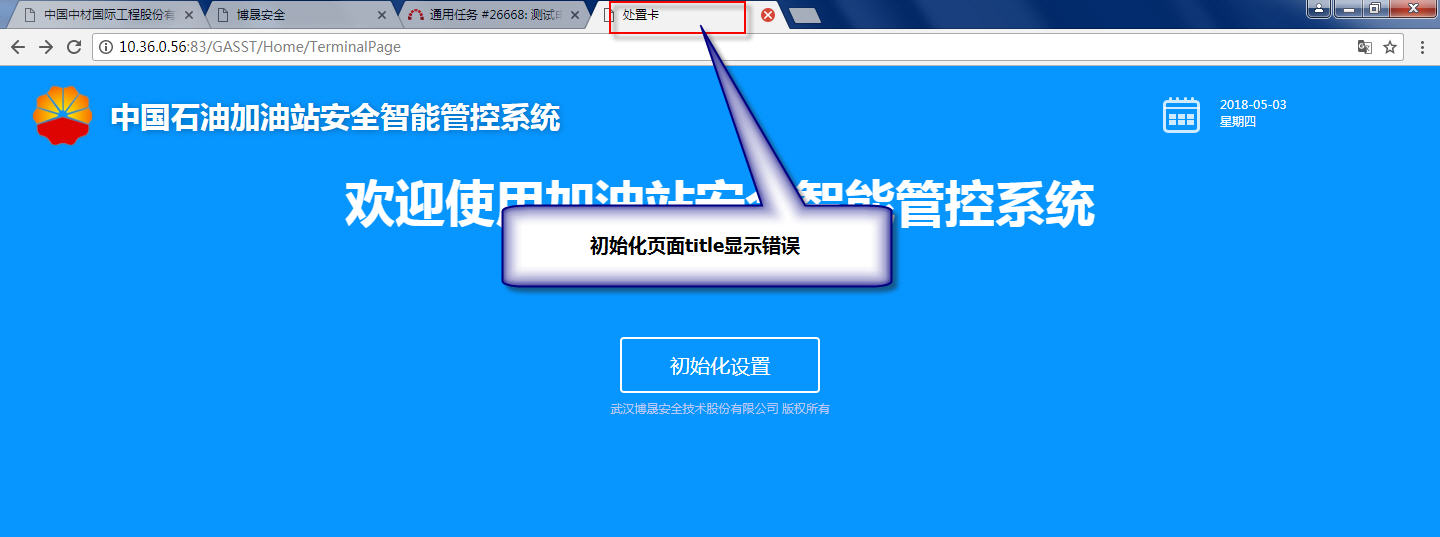 中国中材国际工程股份有
博晟安全
通用任务 #26668: 测试
处置卡
10.36.0.56:83/GASST/Home/TerminalPage
中国石油加油站安全智能管控系统
2018-05-03
星期四
欢迎使用加油站安全智能管控系统
初始化页面title显示错误
初始化设置
武汉博晟安全技术股份有限公司 版权所有